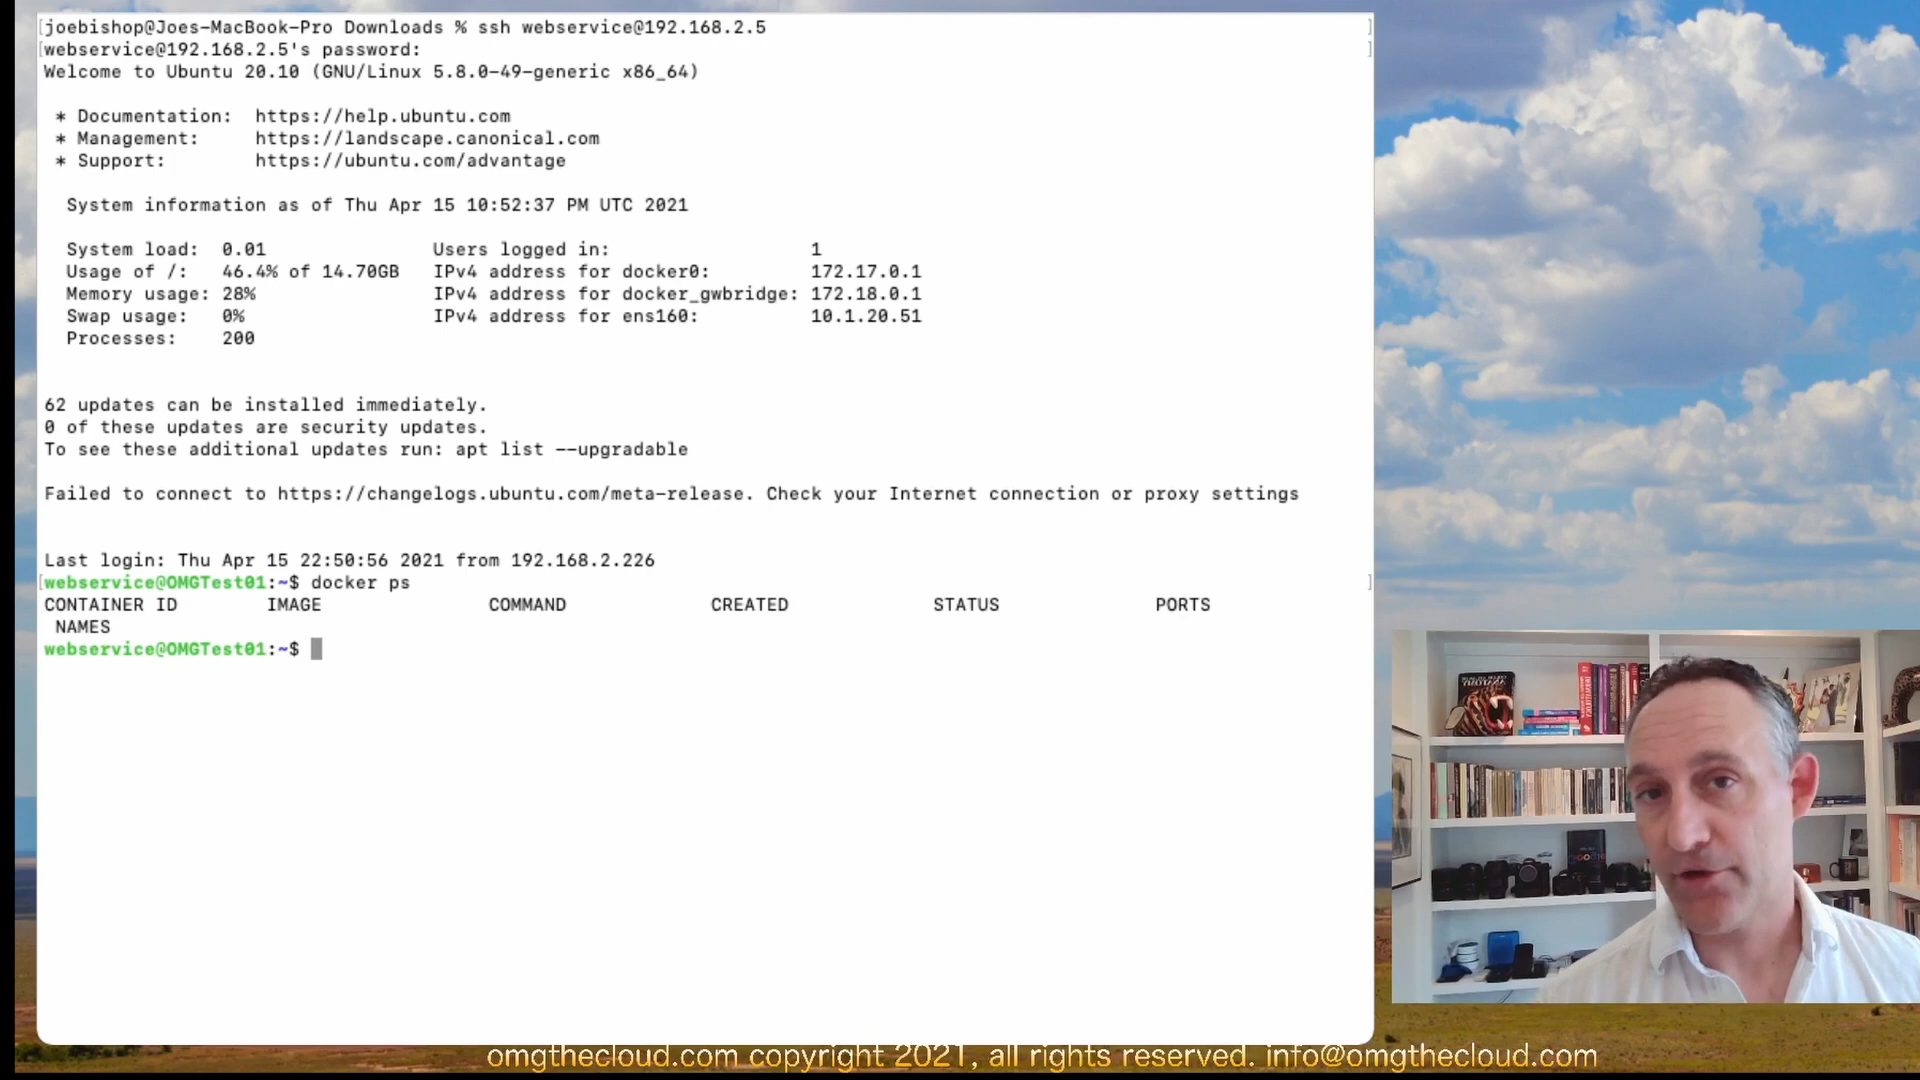 joebishop@Joes-MacBook-Pro Downloads % ssh webservice@192.168.2.5
webservice@192.168.2.5's password:
Welcome to Ubuntu 20.10 (GNU/Linux 5.8.0-49-generic x86_64)
* Documentation: https://help.ubuntu.com
* Management: https://landscape.canonical.com
* Support: https://ubuntu.com/advantage
System information as of Thu Apr 15 10:52:37 PM UTC 2021
System load: 0.01 Users logged in: 1
Usage of /: 46.4% of 14.70GB IPv4 address for docker0: 172.17.0.1
Memory usage: 28% IPv4 address for docker_gwbridge: 172.18.0.1
Swap usage: 0% IPv4 address for ens160: 10.1.20.51
Processes: 200
62 updates can be installed immediately.
0 of these updates are security updates.
To see these additional updates run: apt list --upgradable
Failed to connect to https://changelogs.ubuntu.com/meta-release. Check your Internet connection or proxy settings
Last login: Thu Apr 15 22:50:56 2021 from 192.168.2.226
webservice@OMGTest01:~$ docker ps
CONTAINER ID IMAGE COMMAND CREATED STATUS PORTS
NAMES
webservice@OMGTest01:~$
omgthecloud.com copyright 2021, all rights reserved. info@omgthecloud.com